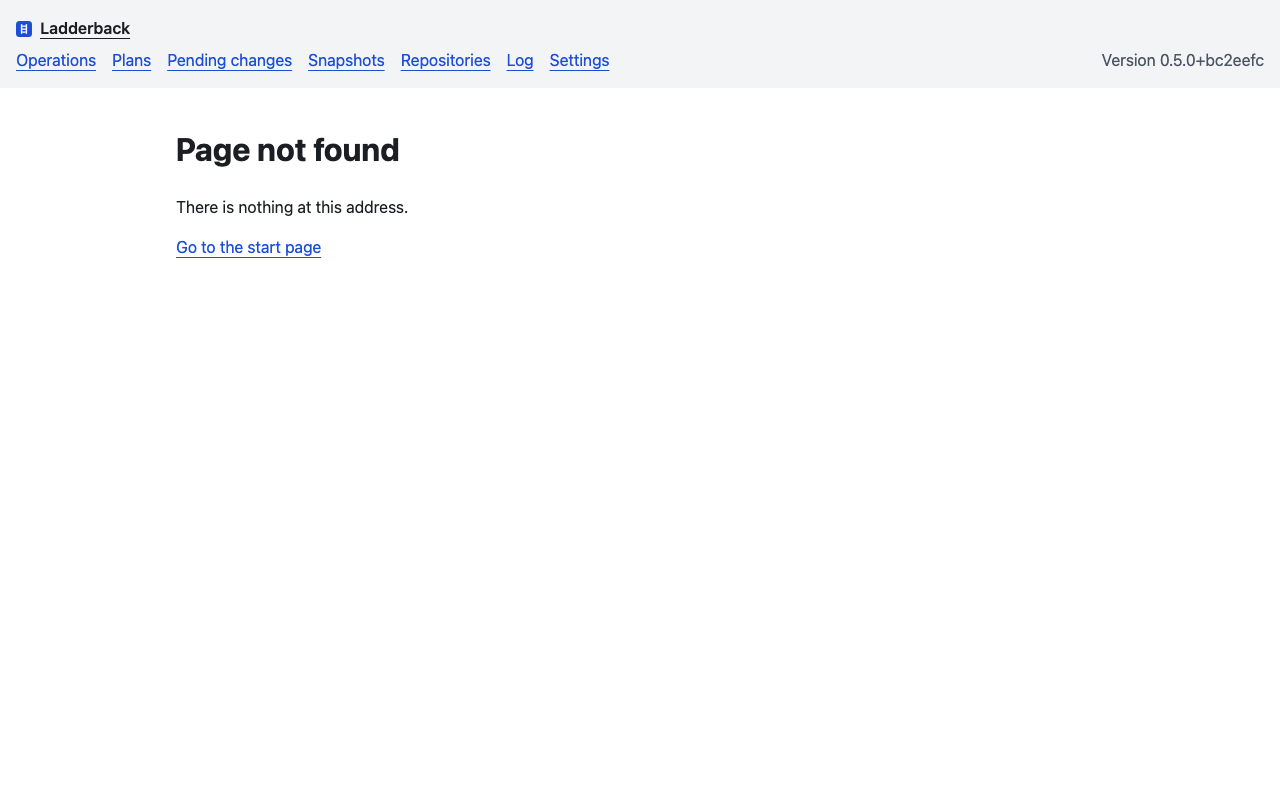 Ladderback
Operations Plans Pending changes Snapshots Repositories Log Settings Version 0.5.0+bc2eefc
Page not found
There is nothing at this address.
Go to the start page